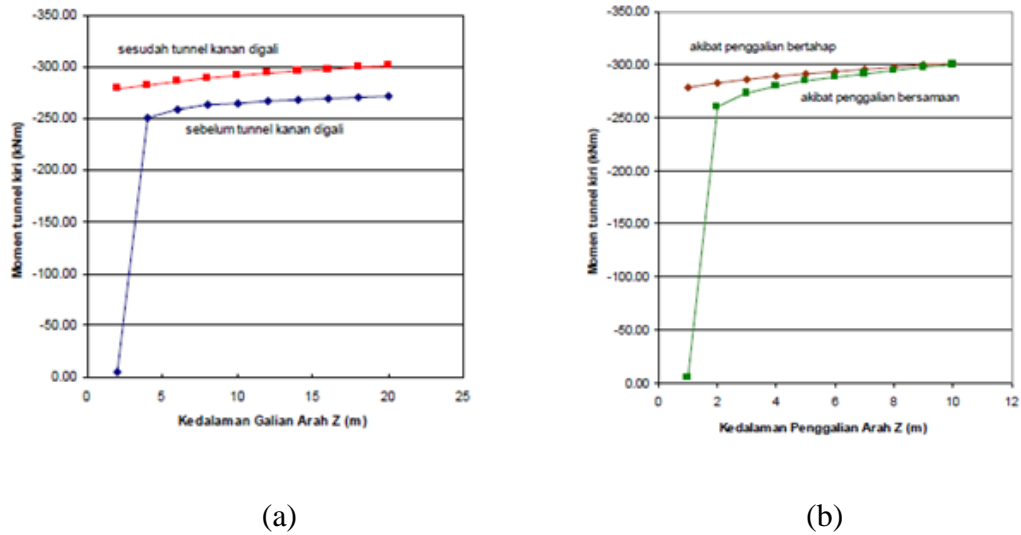 -350.00
-300.00
-250.00
-200.00
-150.00
-100.00
-50.00
0.00
Momen tunnel kiri (kNm)
sesudah tunnel kanan digali
sebelum tunnel kanan digali
0 5 10 15 20 25
Kedalaman Galian Arah Z (m)
(a)
-350.00
-300.00
-250.00
-200.00
-150.00
-100.00
-50.00
0.00
Momen tunnel kiri (kNm)
akibat penggalian bertahap
akibat penggalian bersamaan
0 2 4 6 8 10 12
Kedalaman Penggalian Arah Z (m)
(b)